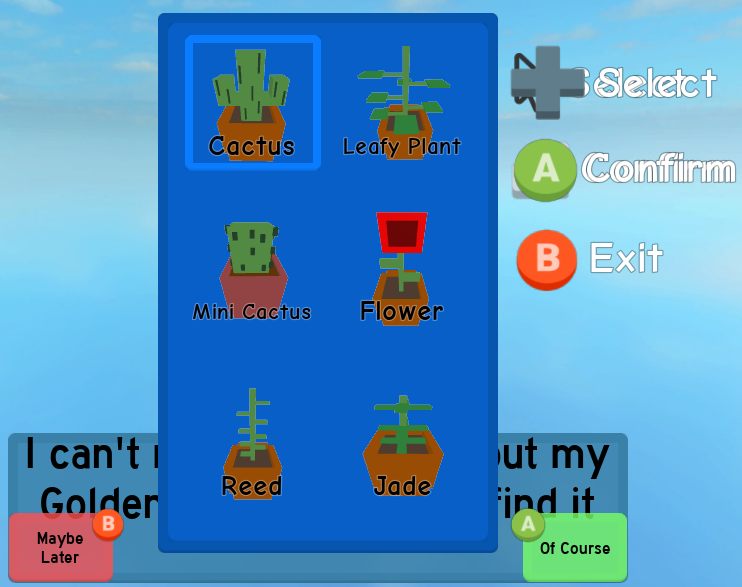 Cactus
Leafy Plant
Mini Cactus
Flower
Reed
Jade
Select
A Confirm
B Exit
I can't out my
Golden find it
B
Maybe
Later
A
Of Course